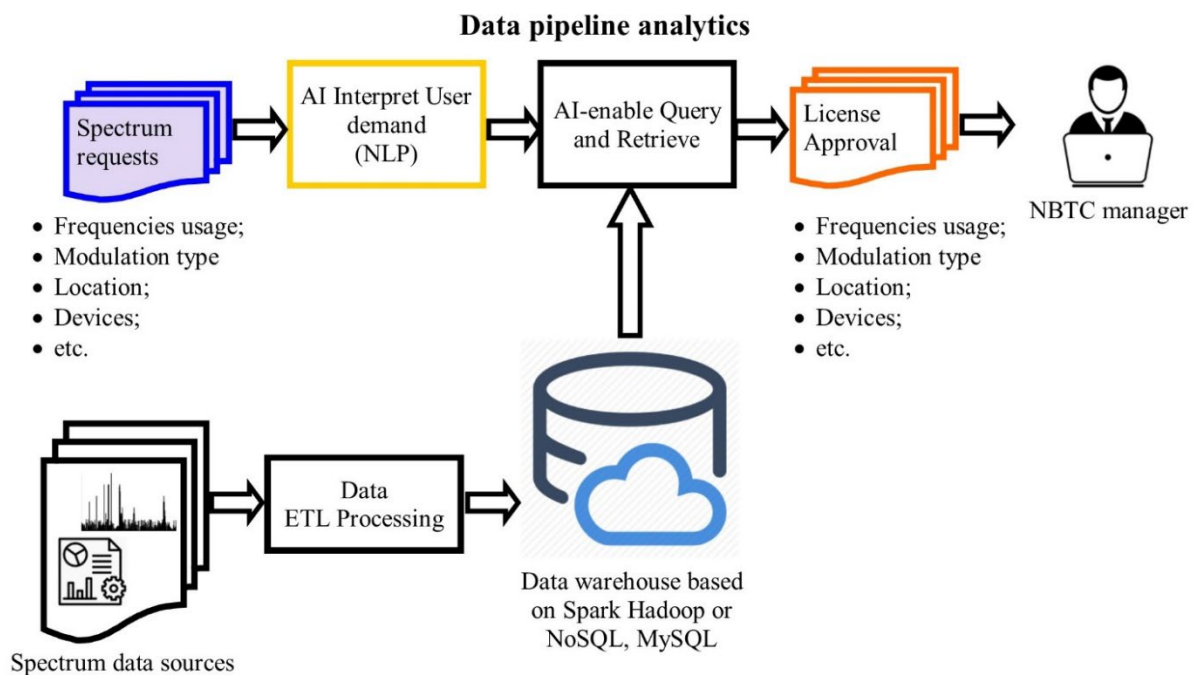 Data pipeline analytics
Spectrum
requests
AI Interpret User
demand
(NLP)
AI-enable Query
and Retrieve
License
Approval
NBTC manager
• Frequencies usage;
• Modulation type
• Location;
• Devices;
• etc.
• Frequencies usage;
• Modulation type
• Location;
• Devices;
• etc.
Data
ETL Processing
Data warehouse based
on Spark Hadoop or
NoSQL, MySQL
Spectrum data sources